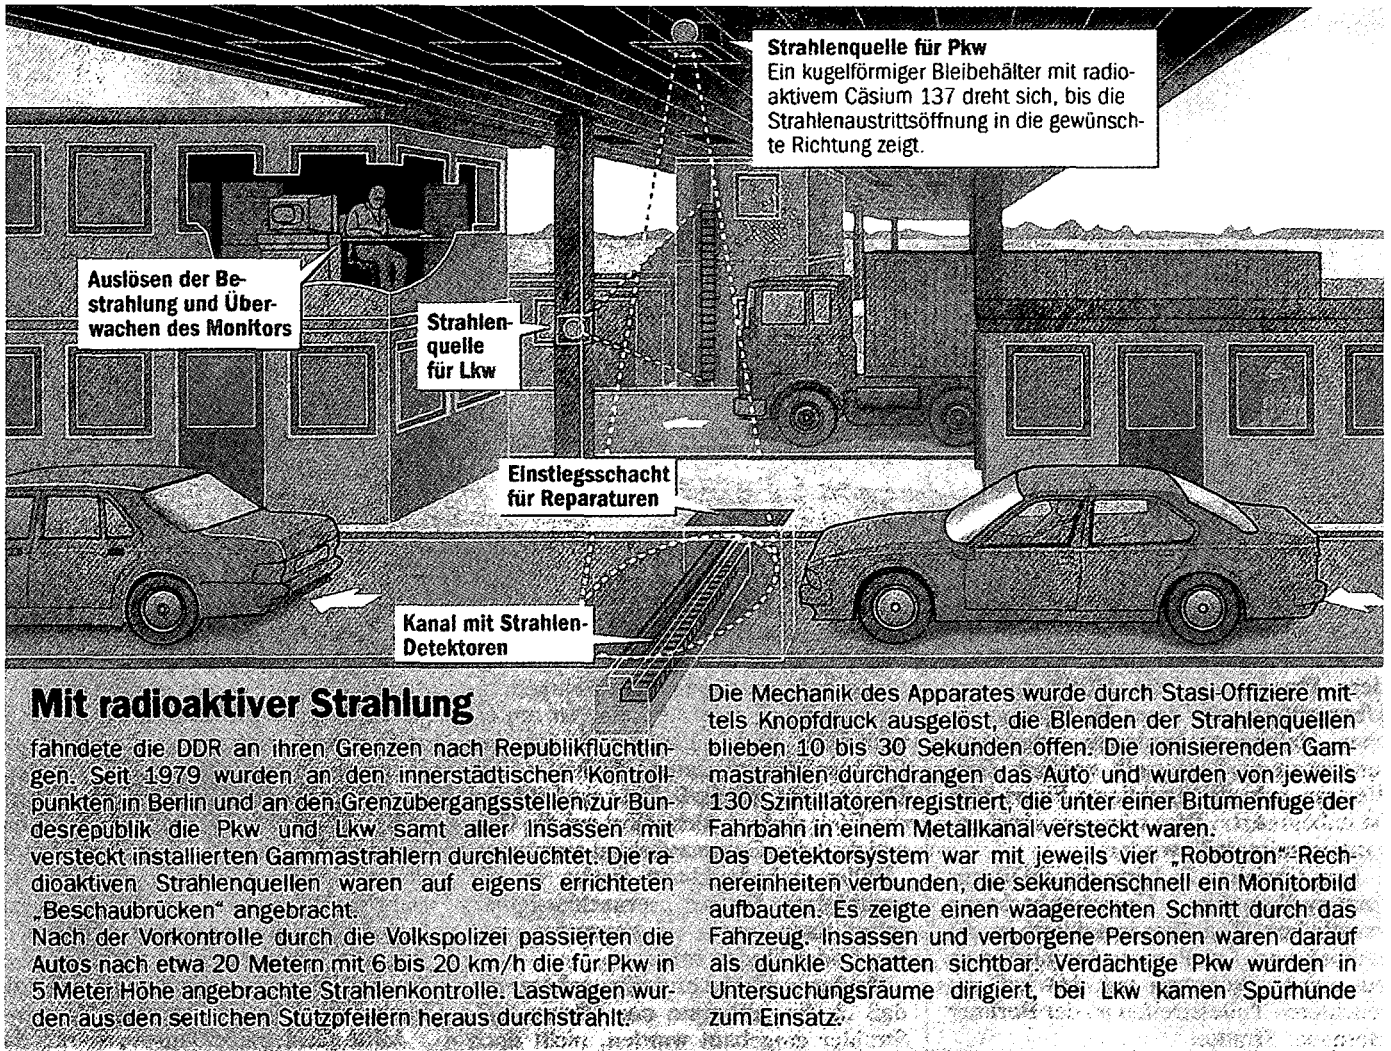 Strahlenquelle für Pkw
Ein kugelförmiger Bleibehälter mit radio-
aktivem Cäsium 137 dreht sich, bis die
Strahlenaustrittsöffnung in die gewünsch-
te Richtung zeigt.
Auslösen der Be-
strahlung und Über-
wachen des Monitors
Strahlen-
quelle
für Lkw
Einstiegsschacht
für Reparaturen
Kanal mit Strahlen-
Detektoren
Mit radioaktiver Strahlung
fahndete die DDR an ihren Grenzen nach Republikflüchtlin-
gen. Seit 1979 wurden an den innerstädtischen Kontroll-
punkten in Berlin und an den Grenzübergangsstellen zur Bun-
desrepublik die Pkw und Lkw samt aller Insassen mit
versteckt installierten Gammastrahlern durchleuchtet. Die ra-
dioaktiven Strahlenquellen waren auf eigens errichteten
„Beschaubrücken“ angebracht.
Nach der Vorkontrolle durch die Volkspolizei passierten die
Autos nach etwa 20 Metern mit 6 bis 20 km/h die für Pkw in
5 Meter Höhe angebrachte Strahlenkontrolle. Lastwagen wur-
den aus den seitlichen Stützpfeilern heraus durchstrahlt.
Die Mechanik des Apparates wurde durch Stasi-Offiziere mit-
tels Knopfdruck ausgelöst, die Blenden der Strahlenquellen
blieben 10 bis 30 Sekunden offen. Die ionisierenden Gam-
mastrahlen durchdrangen das Auto und wurden von jeweils
130 Szintillatoren registriert, die unter einer Bitumenfuge der
Fahrbahn in einem Metallkanal versteckt waren.
Das Detektorsystem war mit jeweils vier „Robotron“-Rech-
nereinheiten verbunden, die sekundenschnell ein Monitorbild
aufbauten. Es zeigte einen waagerechten Schnitt durch das
Fahrzeug. Insassen und verborgene Personen waren darauf
als dunkle Schatten sichtbar. Verdächtige Pkw wurden in
Untersuchungsräume dirigiert, bei Lkw kamen Spürhunde
zum Einsatz.